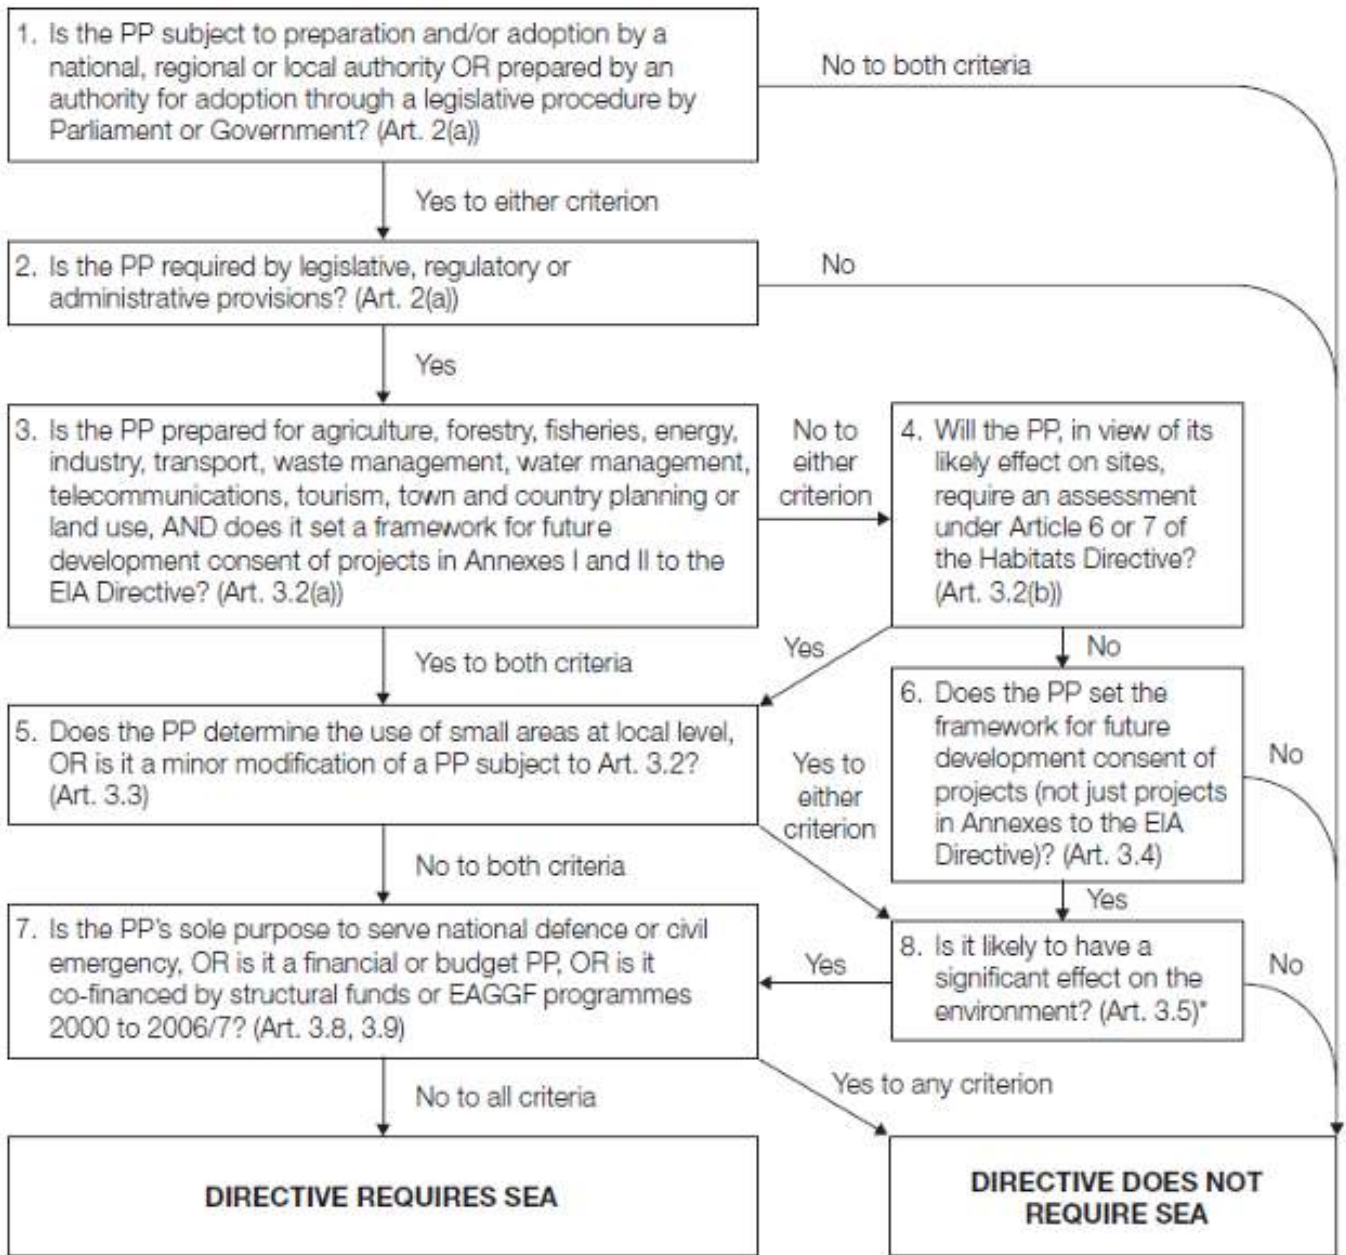 1. Is the PP subject to preparation and/or adoption by a
national, regional or local authority OR prepared by an
authority for adoption through a legislative procedure by
Parliament or Government? (Art. 2(a))
No to both criteria
Yes to either criterion
2. Is the PP required by legislative, regulatory or
administrative provisions? (Art. 2(a))
No
Yes
3. Is the PP prepared for agriculture, forestry, fisheries, energy,
industry, transport, waste management, water management,
telecommunications, tourism, town and country planning or
land use, AND does it set a framework for future
development consent of projects in Annexes I and II to the
EIA Directive? (Art. 3.2(a))
No to
either
criterion
4. Will the PP, in view of its
likely effect on sites,
require an assessment
under Article 6 or 7 of
the Habitats Directive?
(Art. 3.2(b))
Yes to both criteria
Yes
No
5. Does the PP determine the use of small areas at local level,
OR is it a minor modification of a PP subject to Art. 3.2?
(Art. 3.3)
Yes to
either
criterion
6. Does the PP set the
framework for future
development consent of
projects (not just projects
in Annexes to the EIA
Directive)? (Art. 3.4)
No
No to both criteria
Yes
7. Is the PP's sole purpose to serve national defence or civil
emergency, OR is it a financial or budget PP, OR is it
co-financed by structural funds or EAGGF programmes
2000 to 2006/7? (Art. 3.8, 3.9)
Yes
8. Is it likely to have a
significant effect on the
environment? (Art. 3.5)*
No
No to all criteria
Yes to any criterion
DIRECTIVE REQUIRES SEA
DIRECTIVE DOES NOT
REQUIRE SEA